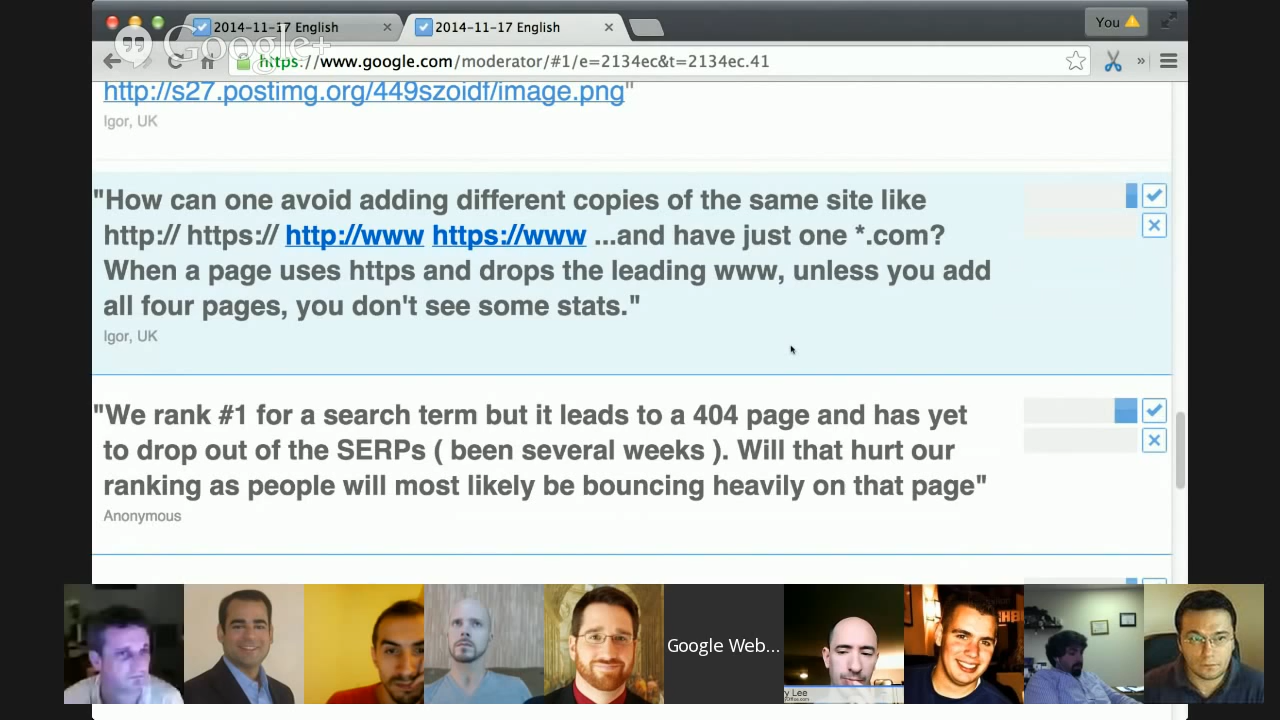 2014-11-17 English
2014-11-17 English
You
Google+
https://www.google.com/moderator/#1/e=2134ec&t=2134ec.41
»
http://s27.postimg.org/449szoidf/image.png"
Igor, UK
"How can one avoid adding different copies of the same site like
http:// https:// http://www https://www ...and have just one *.com?
When a page uses https and drops the leading www, unless you add
all four pages, you don't see some stats."
Igor, UK
"We rank #1 for a search term but it leads to a 404 page and has yet
to drop out of the SERPs ( been several weeks ). Will that hurt our
ranking as people will most likely be bouncing heavily on that page"
Anonymous
Google Web...
ry Lee